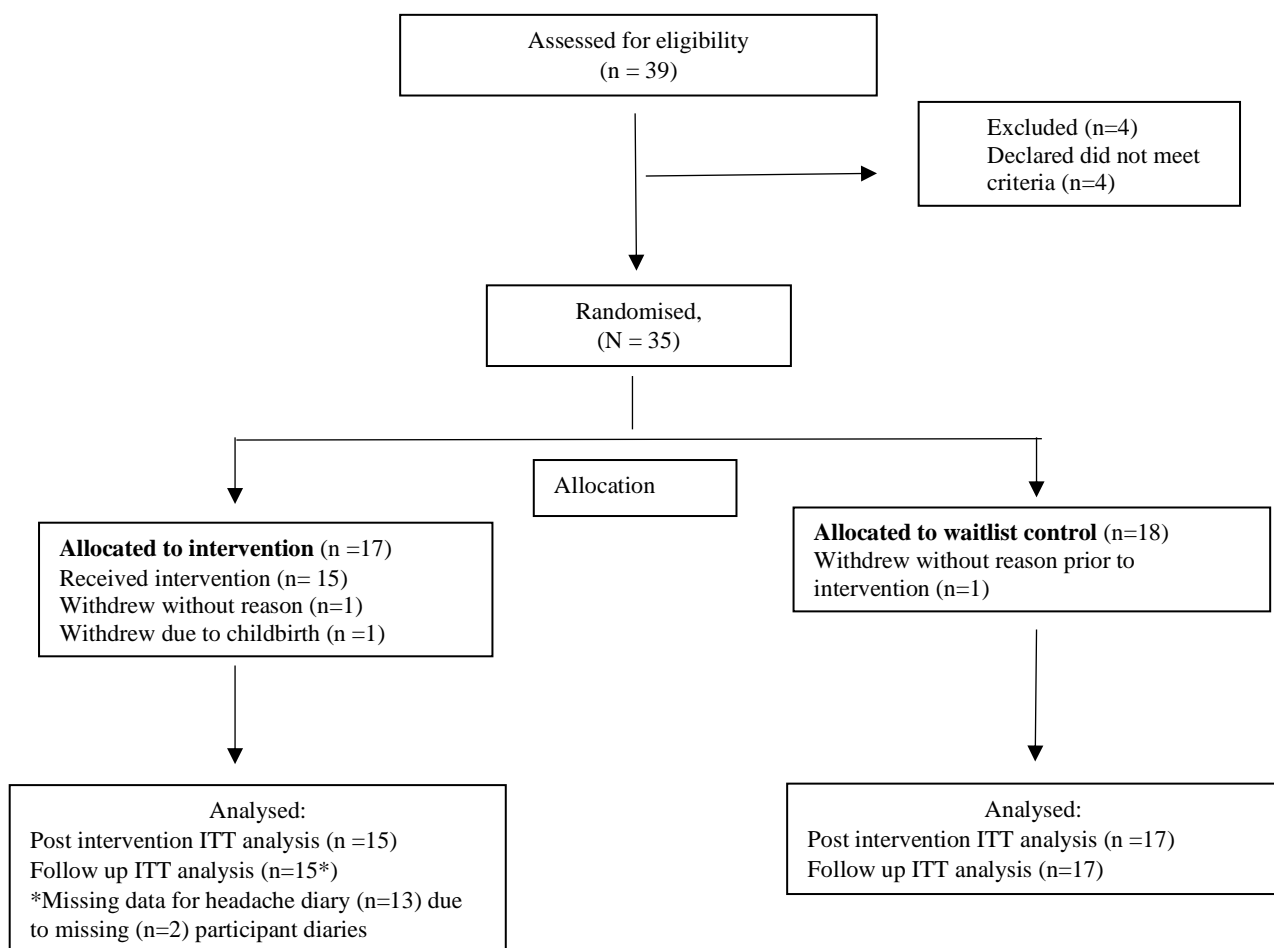 Assessed for eligibility
(n = 39)
Excluded (n=4)
Declared did not meet
criteria (n=4)
Randomised,
(N = 35)
Allocation
Allocated to intervention (n =17)
Received intervention (n= 15)
Withdrew without reason (n=1)
Withdrew due to childbirth (n =1)
Allocated to waitlist control (n=18)
Withdrew without reason prior to
intervention (n=1)
Analysed:
Post intervention ITT analysis (n =15)
Follow up ITT analysis (n=15*)
*Missing data for headache diary (n=13) due
to missing (n=2) participant diaries
Analysed:
Post intervention ITT analysis (n =17)
Follow up ITT analysis (n=17)